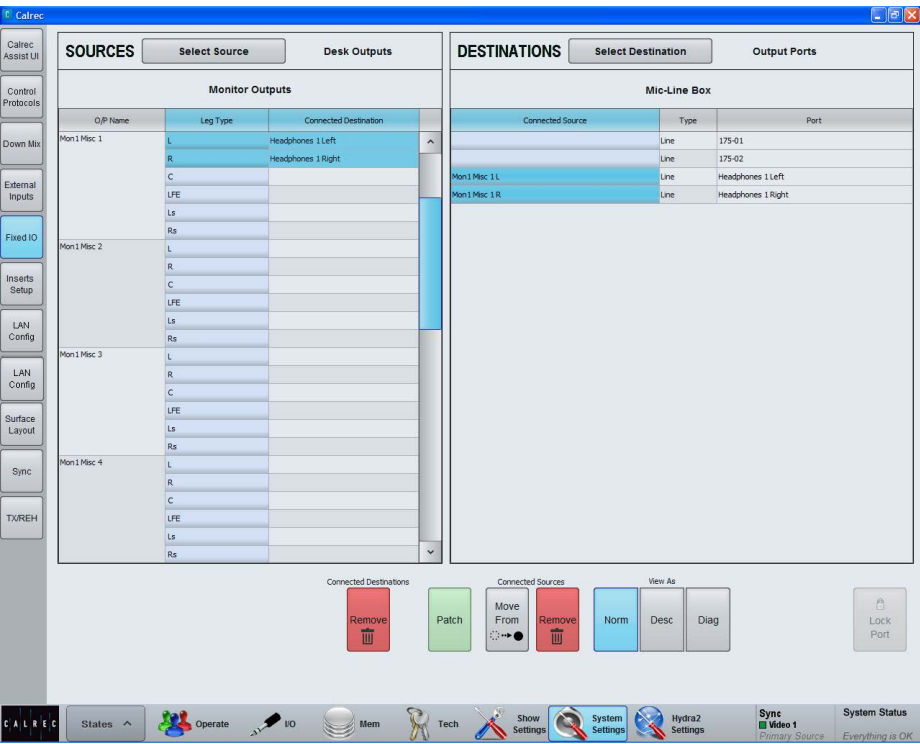 Calrec
Calrec
Assist UI
Control
Protocols
Down Mix
External
Inputs
Fixed IO
Inserts
Setup
LAN
Config
LAN
Config
Surface
Layout
Sync
TX/REH
SOURCES
Select Source
Desk Outputs
Monitor Outputs
O/P Name Leg Type Connected Destination
Mon1 Misc 1 L Headphones 1 Left
R Headphones 1 Right
C
LFE
Ls
Rs
Mon1 Misc 2 L
R
C
LFE
Ls
Rs
Mon1 Misc 3 L
R
C
LFE
Ls
Rs
Mon1 Misc 4 L
R
C
LFE
Ls
Rs
DESTINATIONS
Select Destination
Output Ports
Mic-Line Box
Connected Source Type Port
Line 175-01
Line 175-02
Mon1 Misc 1 L Line Headphones 1 Left
Mon1 Misc 1 R Line Headphones 1 Right
Connected Destinations
Remove
Patch
Connected Sources
Move
From
Remove
View As
Norm
Desc
Diag
Lock
Port
CALREC
States
Operate
I/O
Mem
Tech
Show
Settings
System
Settings
Hydra2
Settings
Sync
Video 1
Primary Source
System Status
Everything is OK